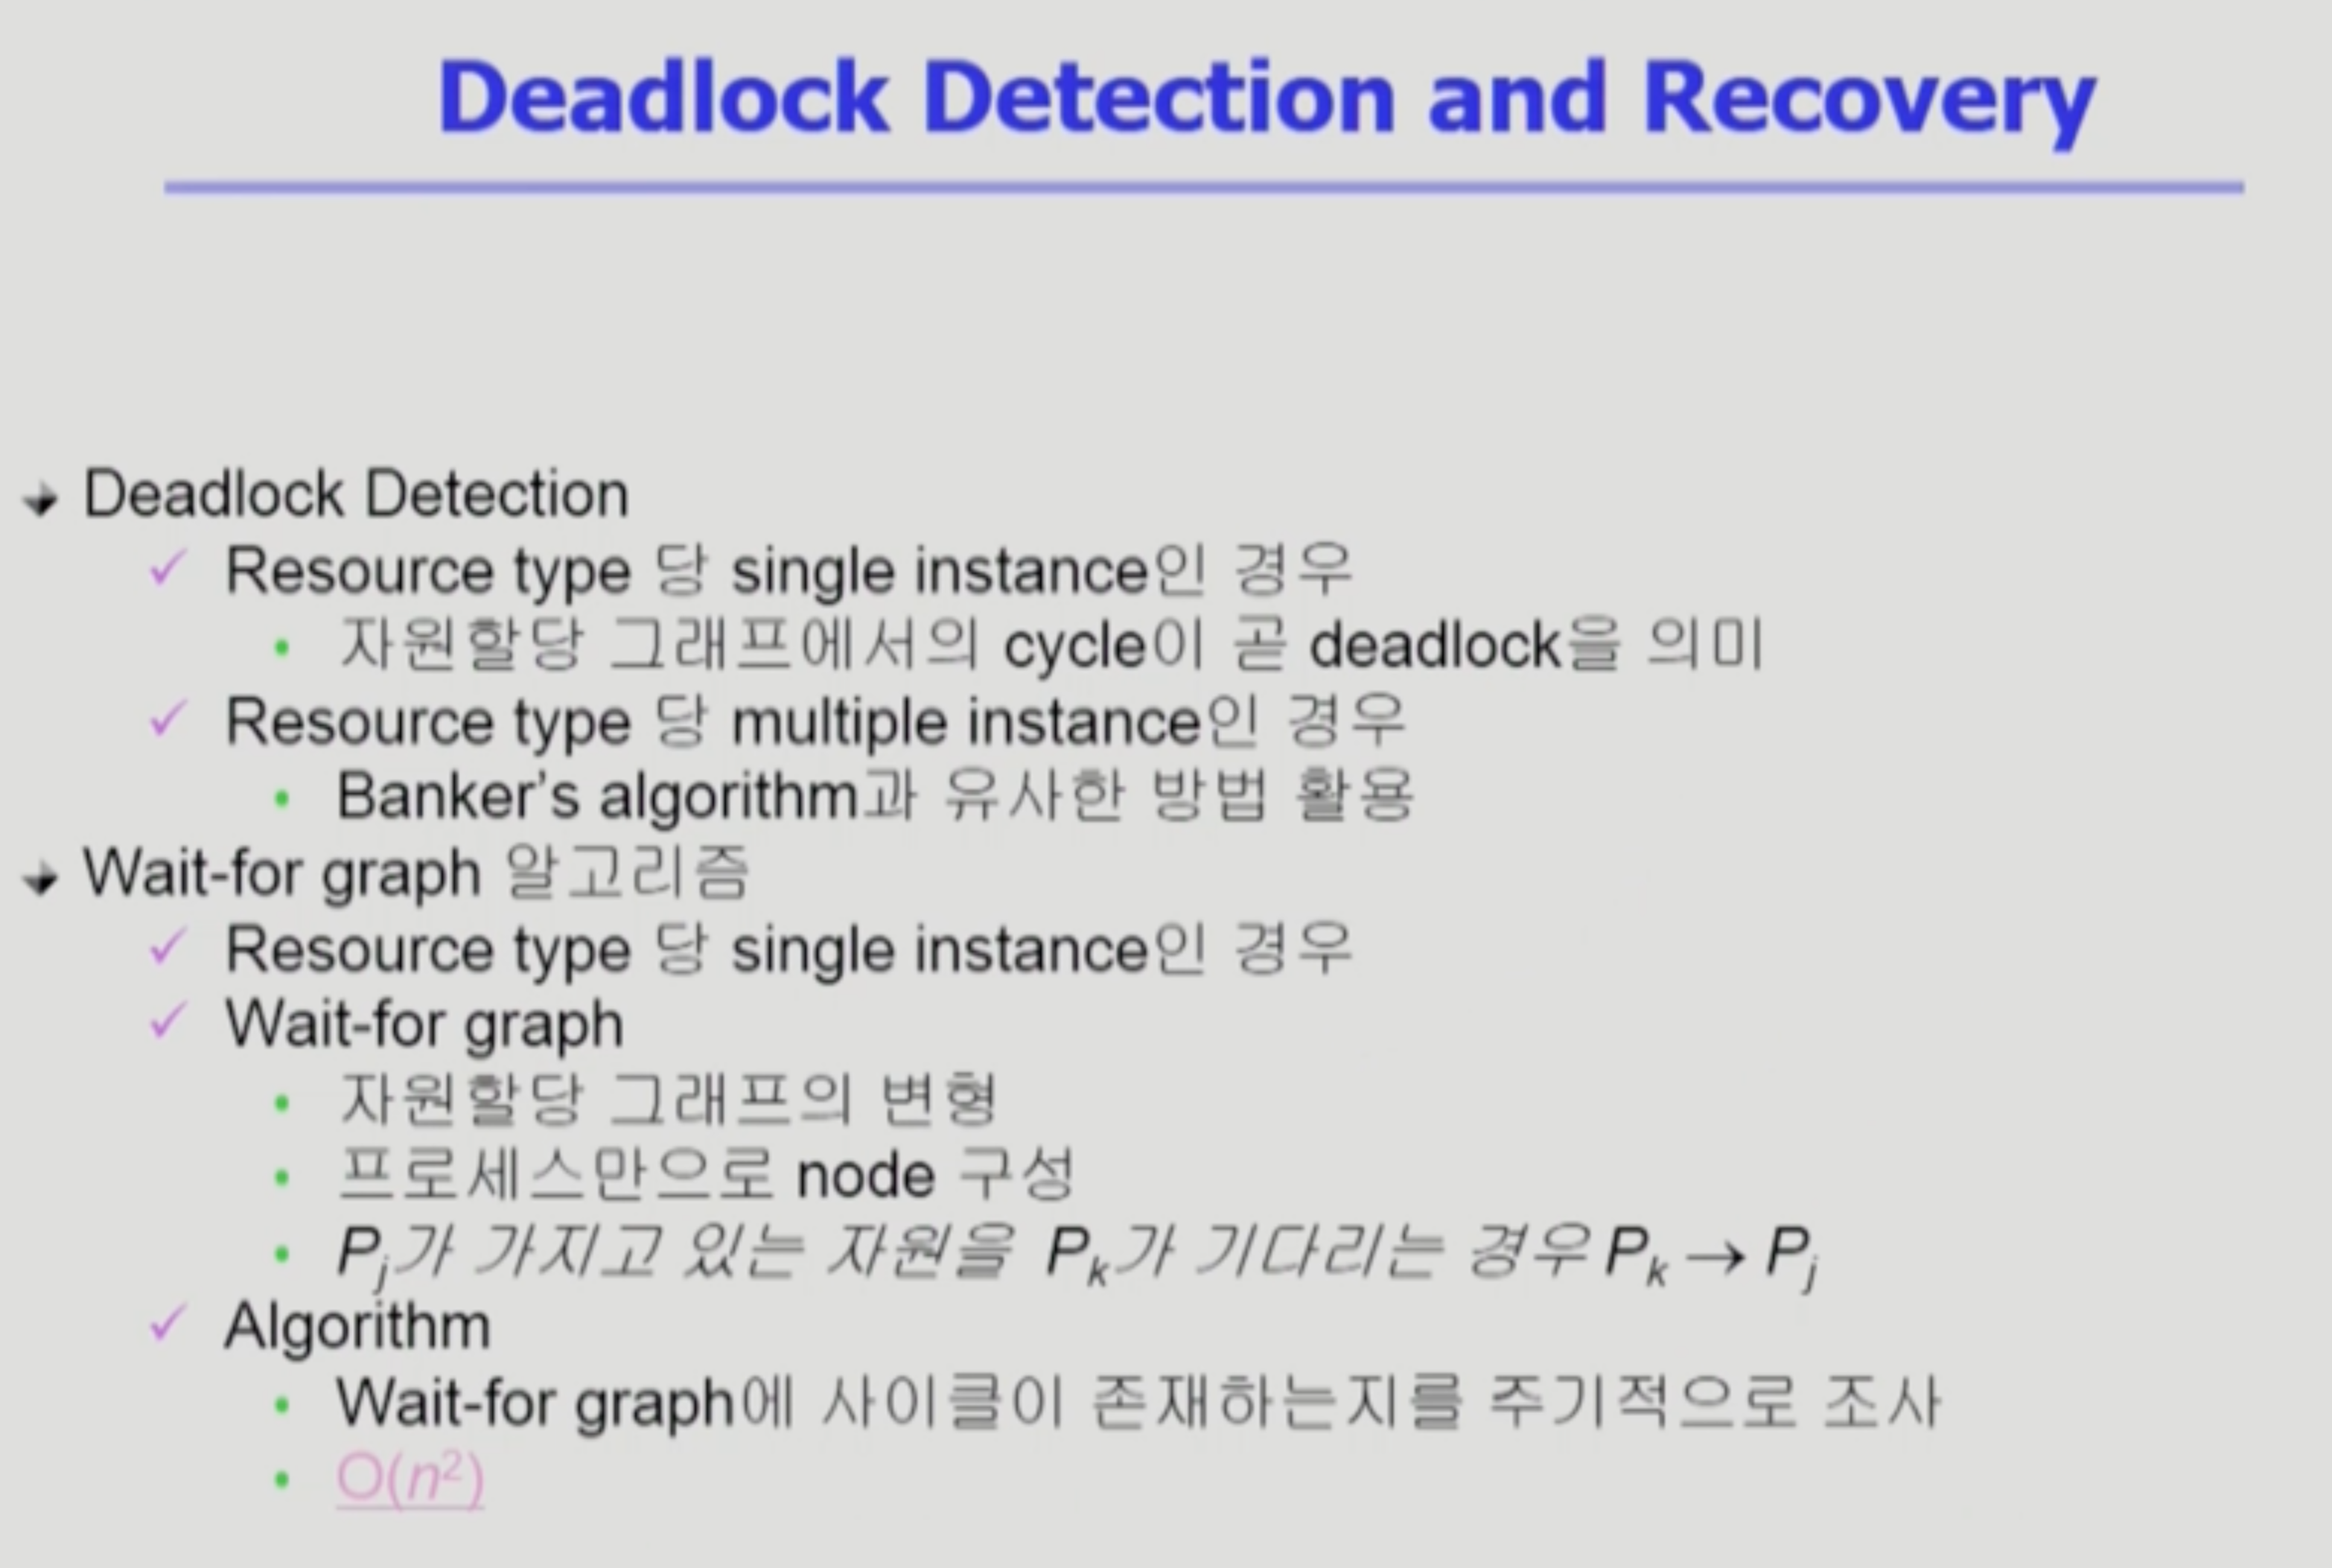 Deadlock Detection and Recovery
Deadlock Detection
Resource type 당 single instance인 경우
자원할당 그래프에서의 cycle이 곧 deadlock을 의미
Resource type 당 multiple instance인 경우
Banker’s algorithm과 유사한 방법 활용
Wait-for graph 알고리즘
Resource type 당 single instance인 경우
Wait-for graph
자원할당 그래프의 변형
프로세스만으로 node 구성
Pj가 가지고 있는 자원을 Pk가 기다리는 경우 Pk → Pj
Algorithm
Wait-for graph에 사이클이 존재하는지를 주기적으로 조사
O(n²)